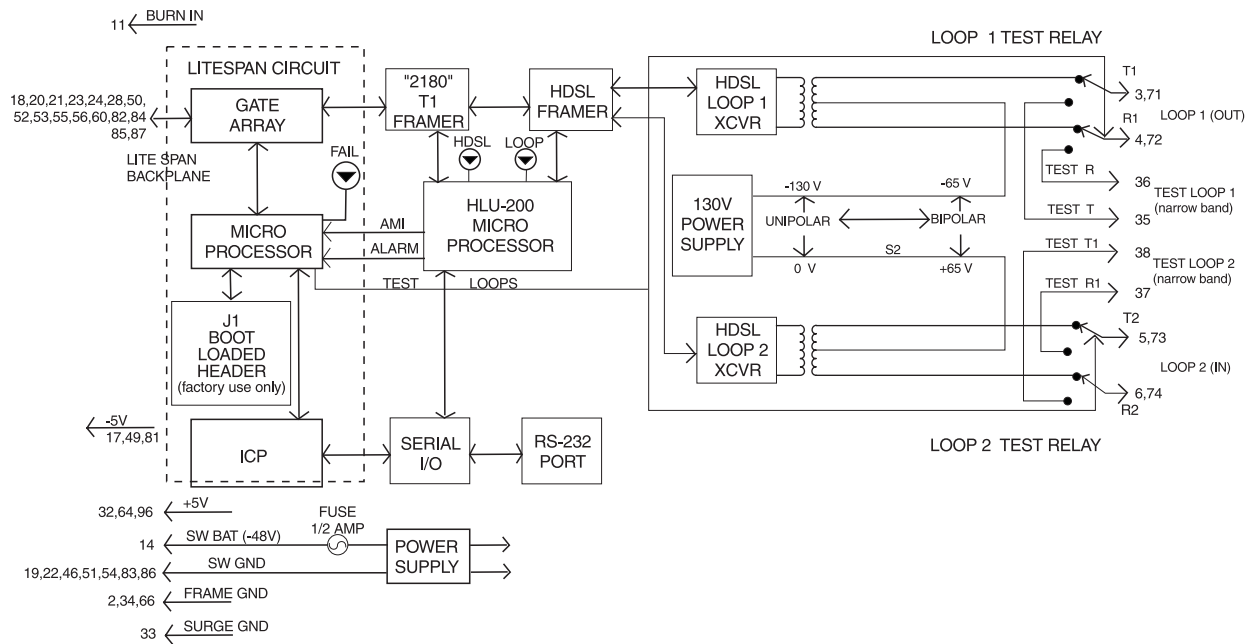 11
BURN IN
LITESPAN CIRCUIT
18,20,21,23,24,28,50,
52,53,55,56,60,82,84
85,87
GATE
ARRAY
LITE SPAN
BACKPLANE
FAIL
MICRO
PROCESSOR
J1
BOOT
LOADED
HEADER
(factory use only)
ICP
"2180"
T1
FRAMER
HDSL
FRAMER
HDSL
LOOP
HLU-200
MICRO
PROCESSOR
AMI
ALARM
TEST LOOPS
SERIAL
I/O
RS-232
PORT
LOOP 1 TEST RELAY
HDSL
LOOP 1
XCVR
T1
3,71
LOOP 1 (OUT)
R1
4,72
TEST R
36
TEST LOOP 1
(narrow band)
TEST T
35
130V
POWER
SUPPLY
-130 V
-65 V
UNIPOLAR
BIPOLAR
S2
0 V
+65 V
TEST T1
38
TEST LOOP 2
(narrow band)
TEST R1
37
HDSL
LOOP 2
XCVR
T2
5,73
LOOP 2 (IN)
6,74
R2
LOOP 2 TEST RELAY
-5V
17,49,81
+5V
32,64,96
FUSE
1/2 AMP
SW BAT (-48V)
14
POWER
SUPPLY
SW GND
19,22,46,51,54,83,86
FRAME GND
2,34,66
SURGE GND
33